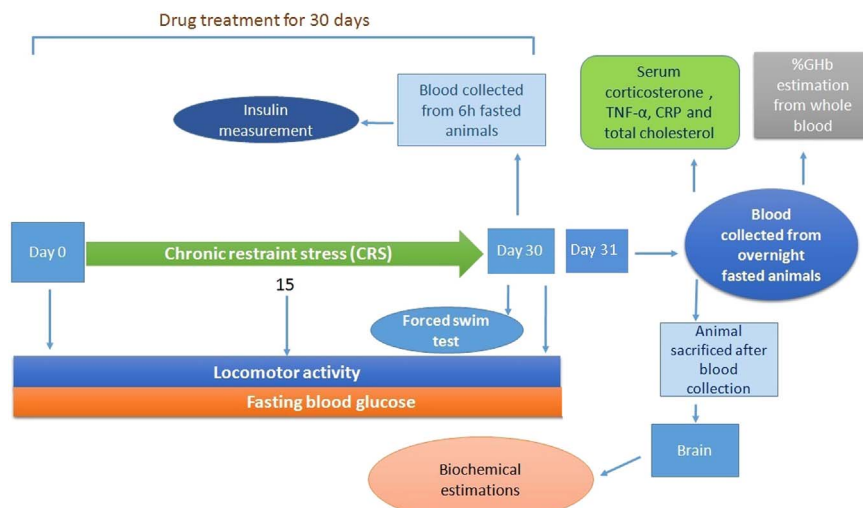 Drug treatment for 30 days
Insulin
measurement
Blood collected
from 6h fasted
animals
Serum
corticosterone ,
TNF-α, CRP and
total cholesterol
%GHb
estimation
from whole
blood
Day 0
Chronic restraint stress (CRS)
Day 30
Day 31
Blood
collected from
overnight
fasted animals
15
Forced swim
test
Locomotor activity
Fasting blood glucose
Animal
sacrificed after
blood
collection
Brain
Biochemical
estimations